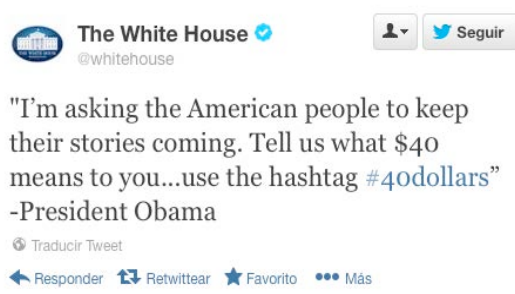 The White House
@whitehouse
Seguir
"I'm asking the American people to keep
their stories coming. Tell us what $40
means to you...use the hashtag #40dollars”
-President Obama
Traducir Tweet
Responder Retwittear Favorito Más